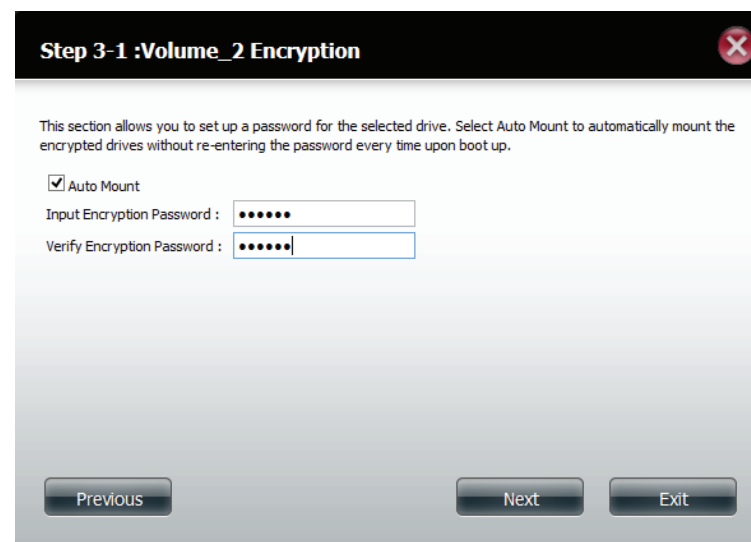 Step 3-1 :Volume_2 Encryption
This section allows you to set up a password for the selected drive. Select Auto Mount to automatically mount the
encrypted drives without re-entering the password every time upon boot up.
Auto Mount
Input Encryption Password : ●●●●●●
Verify Encryption Password : ●●●●●●
Previous Next Exit